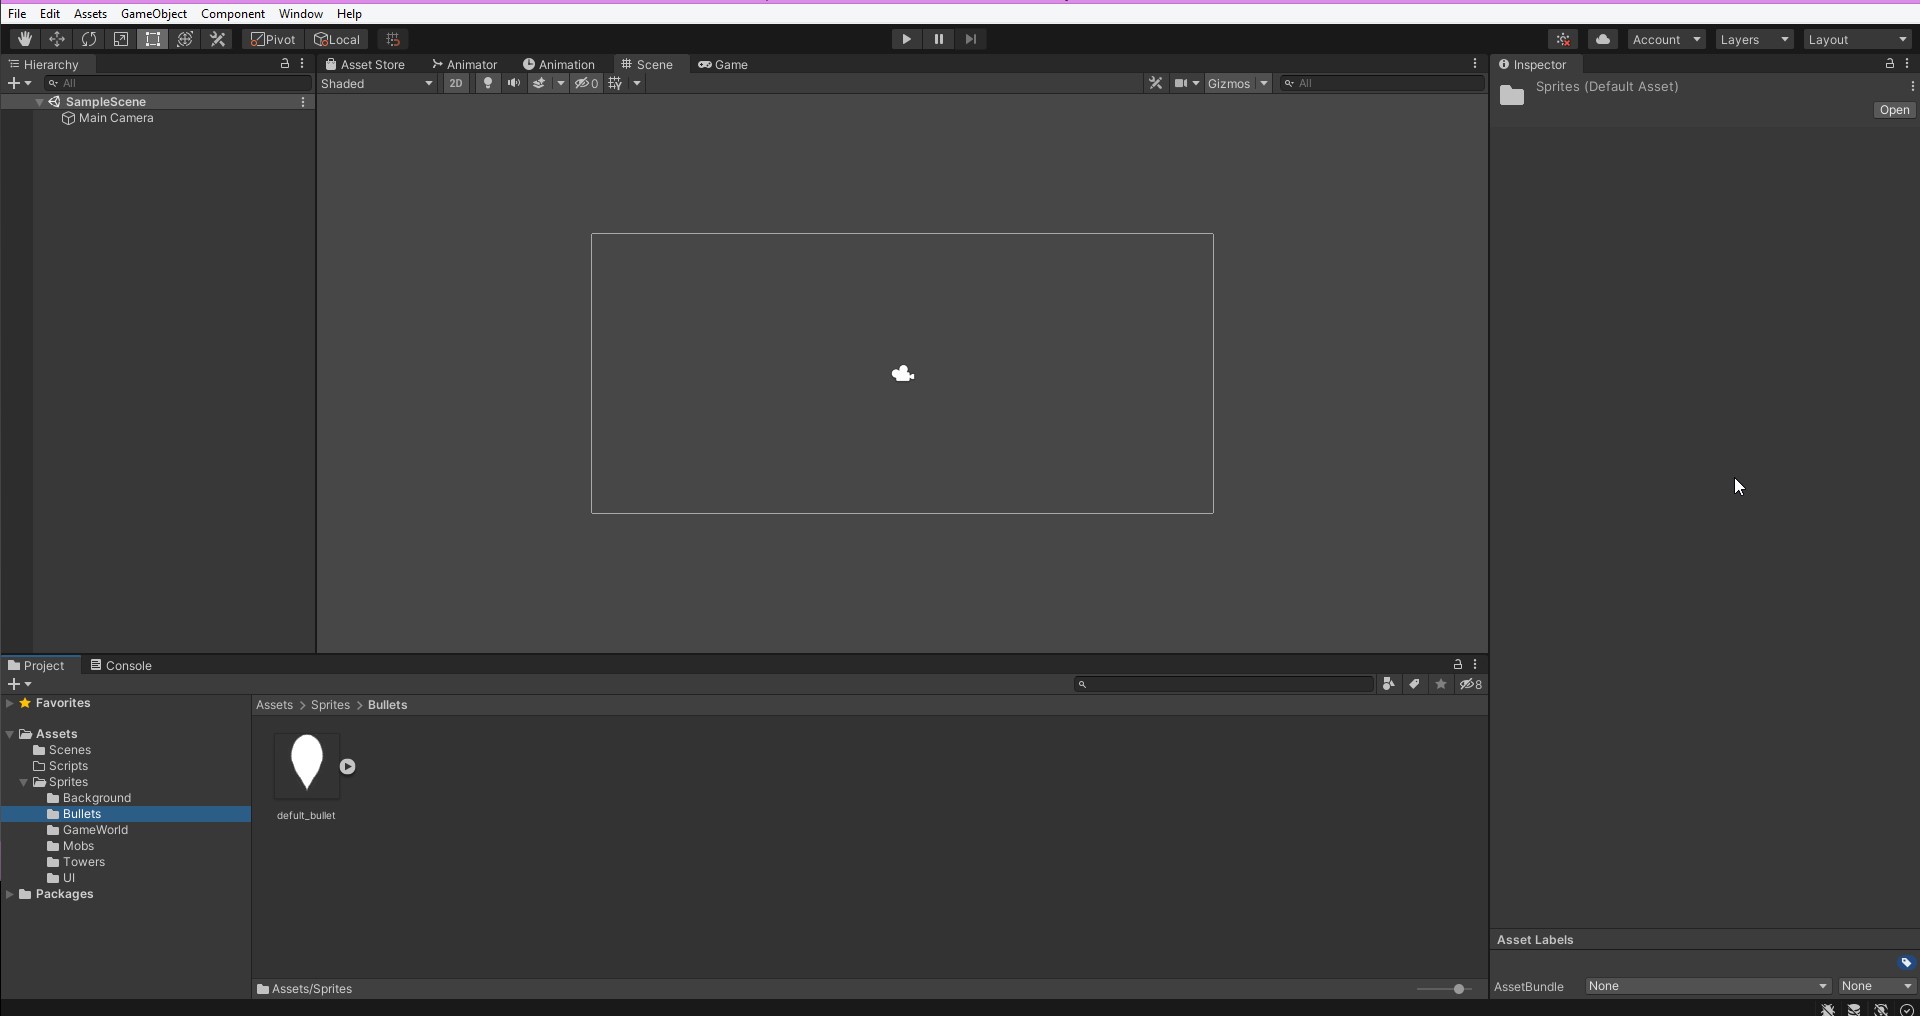 File Edit Assets GameObject Component Window Help
Pivot Local Account Layers Layout
Hierarchy Asset Store Animator Animation Scene Game Inspector
All Shaded 2D 0 Gizmos All
Sprites (Default Asset)
Open
SampleScene
Main Camera
Project Console
8
Favorites
Assets > Sprites > Bullets
Assets
Scenes
Scripts
Sprites
Background
Bullets
GameWorld
Mobs
Towers
UI
Packages
defult_bullet
Assets/Sprites
Asset Labels
AssetBundle None None